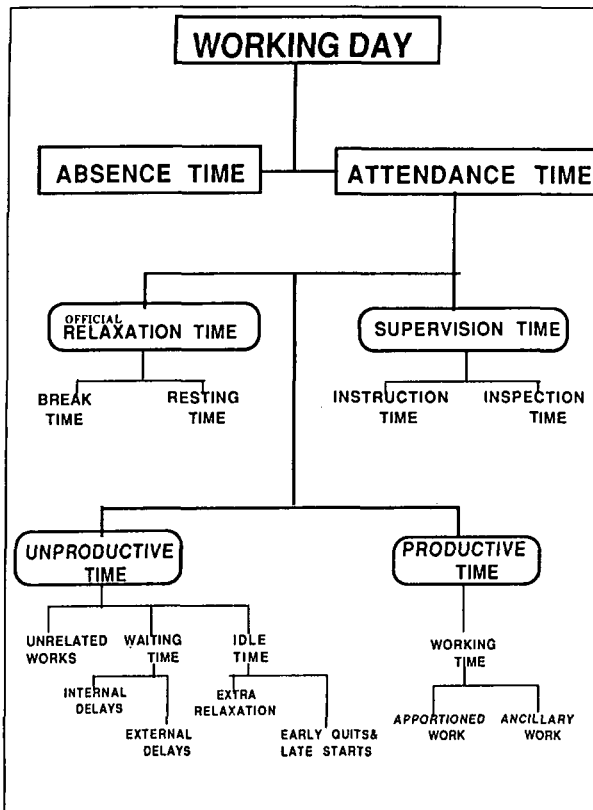 WORKING DAY
ABSENCE TIME
ATTENDANCE TIME
OFFICIAL
RELAXATION TIME
SUPERVISION TIME
BREAK
TIME
RESTING
TIME
INSTRUCTION
TIME
INSPECTION
TIME
UNPRODUCTIVE
TIME
PRODUCTIVE
TIME
UNRELATED
WORKS
WAITING
TIME
IDLE
TIME
WORKING
TIME
INTERNAL
DELAYS
EXTERNAL
DELAYS
EXTRA
RELAXATION
EARLY QUITS&
LATE STARTS
APPORTIONED
WORK
ANCILLARY
WORK